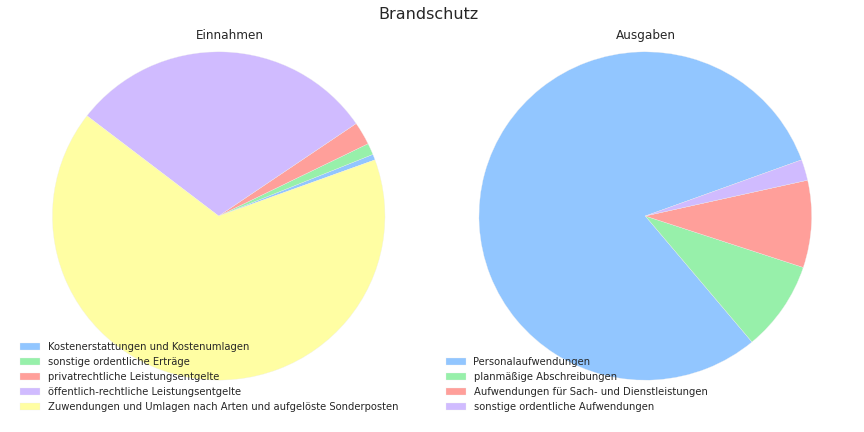 Brandschutz
Einnahmen
Kostenerstattungen und Kostenumlagen
sonstige ordentliche Erträge
privatrechtliche Leistungsentgelte
öffentlich-rechtliche Leistungsentgelte
Zuwendungen und Umlagen nach Arten und aufgelöste Sonderposten
Ausgaben
Personalaufwendungen
planmäßige Abschreibungen
Aufwendungen für Sach- und Dienstleistungen
sonstige ordentliche Aufwendungen